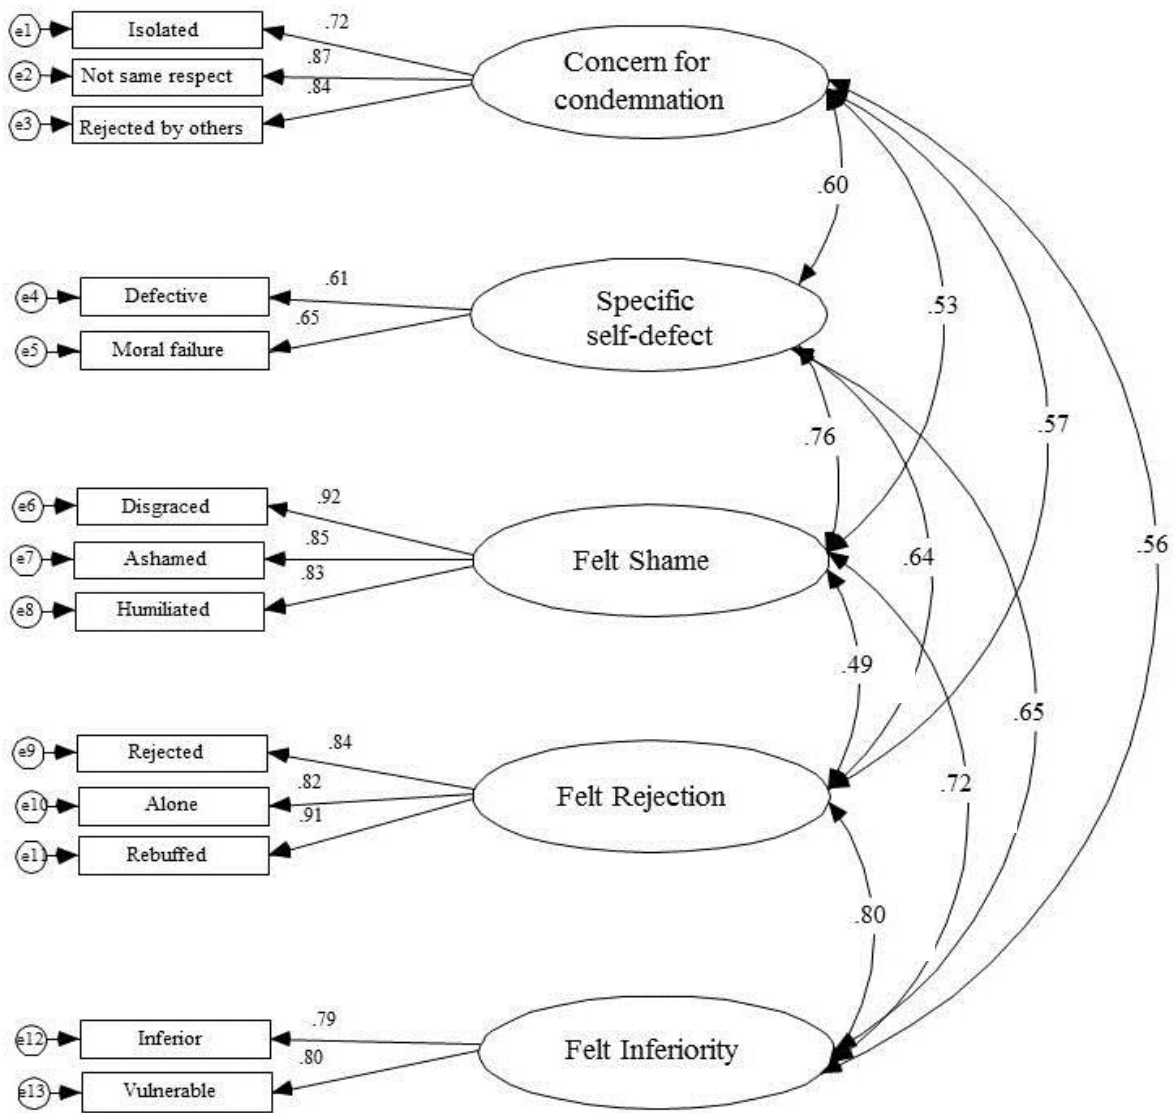 e1
Isolated
.72
e2
Not same respect
.87
e3
Rejected by others
.84
Concern for
condemnation
.60
e4
Defective
.61
e5
Moral failure
.65
Specific
self-defect
.53
.57
.76
e6
Disgraced
.92
e7
Ashamed
.85
e8
Humiliated
.83
Felt Shame
.64
.56
.49
.65
e9
Rejected
.84
e10
Alone
.82
e11
Rebuffed
.91
Felt Rejection
.72
.80
e12
Inferior
.79
e13
Vulnerable
.80
Felt Inferiority